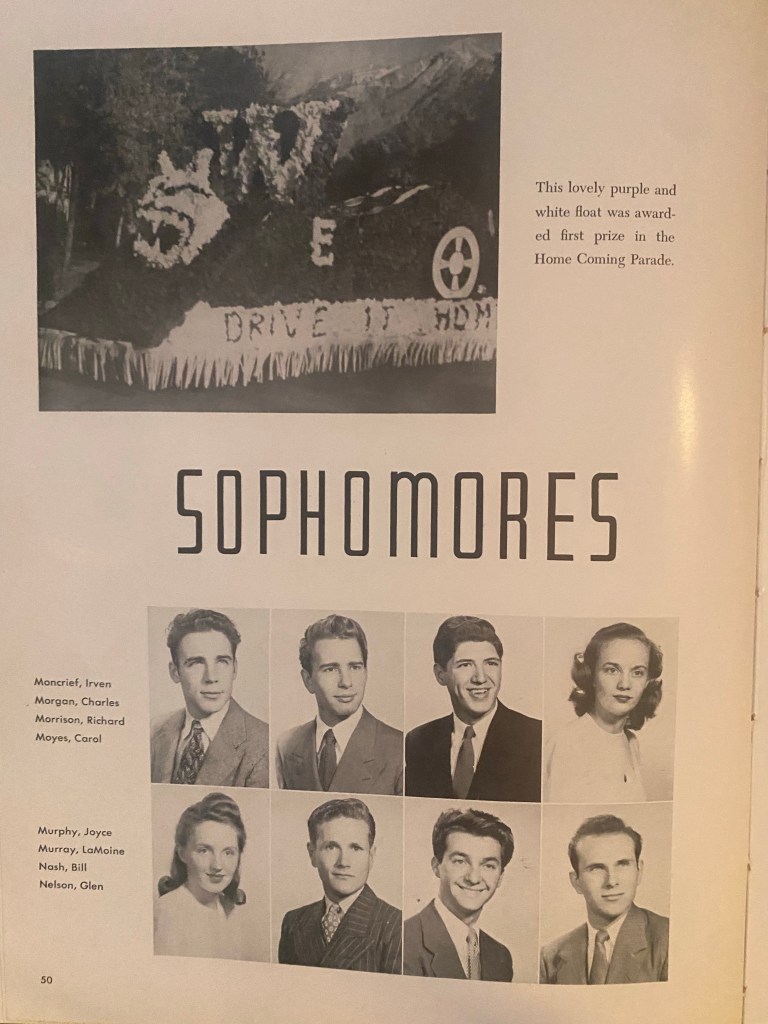 W
E
DRIVE IT HOM
This lovely purple and
white float was award-
ed first prize in the
Home Coming Parade.
SOPHOMORES
Moncrief, Irven
Morgan, Charles
Morrison, Richard
Moyes, Carol
Murphy, Joyce
Murray, LaMoine
Nash, Bill
Nelson, Glen
50